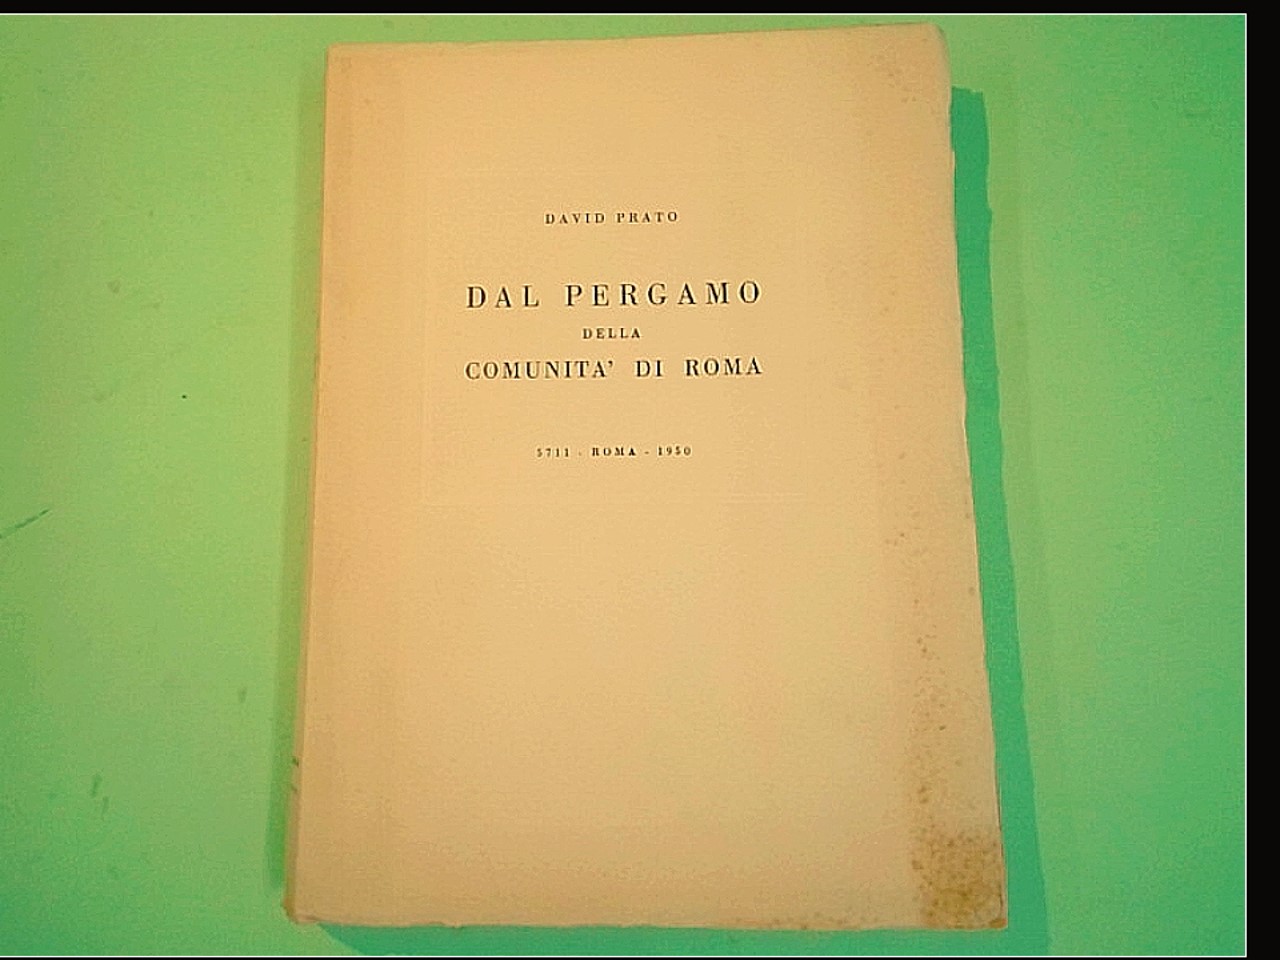 DAVID PRATO
DAL PERGAMO
DELLA
COMUNITA' DI ROMA
5711 - ROMA - 1950